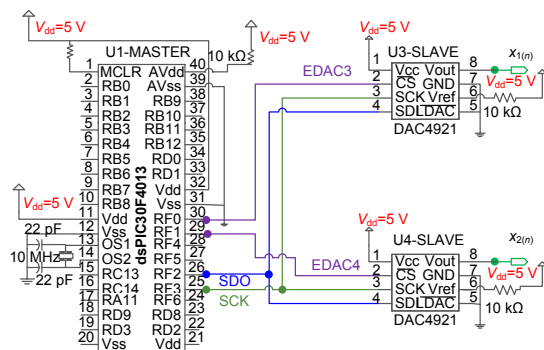 Vdd=5 V
U1-MASTER
10 kΩ
Vdd=5 V
1 MCLR AVdd 40
2 RB0 AVss 39
3 RB1 RB9 38
4 RB2 RB10 37
5 RB3 RB11 36
6 RB4 RB12 35
7 RB5 RD0 34
8 RB6 RD1 33
9 RB7 Vdd 32
10 RB8 Vss 31
11 Vdd RF0 30
12 Vss RF1 29
13 OS1 RF4 28
14 OS2 RF5 27
15 RC13 RF2 26
16 RC14 RF3 25
17 RA11 RF6 24
18 RD9 RD8 23
19 RD3 RD2 22
20 Vss Vdd 21
dsPIC30F4013
Vdd=5 V
22 pF
10 MHz
22 pF
EDAC3
EDAC4
SDO
SCK
Vdd=5 V
U3-SLAVE
x1(n)
1 Vcc Vout 8
2 CS GND 7
3 SCK Vref 6
4 SDI LDAC 5
DAC4921
Vdd=5 V
10 kΩ
Vdd=5 V
U4-SLAVE
x2(n)
1 Vcc Vout 8
2 CS GND 7
3 SCK Vref 6
4 SDI LDAC 5
DAC4921
Vdd=5 V
10 kΩ